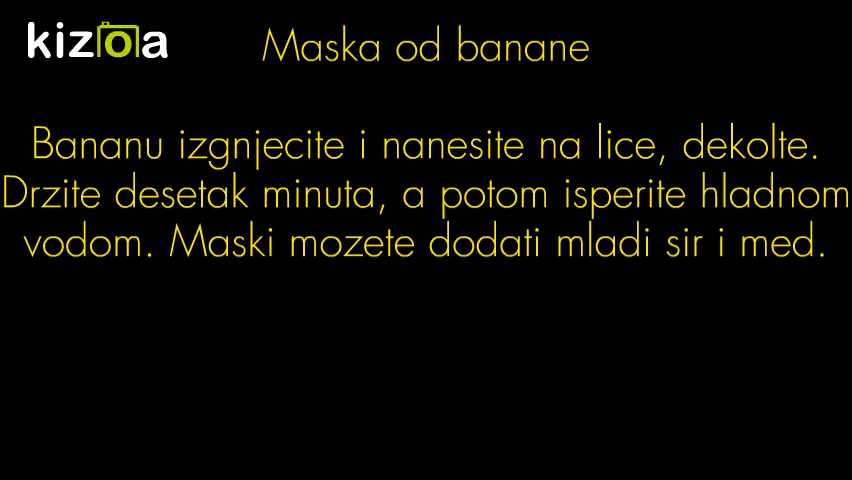 kizoa
Maska od banane
Bananu izgnjecite i nanesite na lice, dekolte.
Drzite desetak minuta, a potom isperite hladnom
vodom. Maski mozete dodati mladi sir i med.